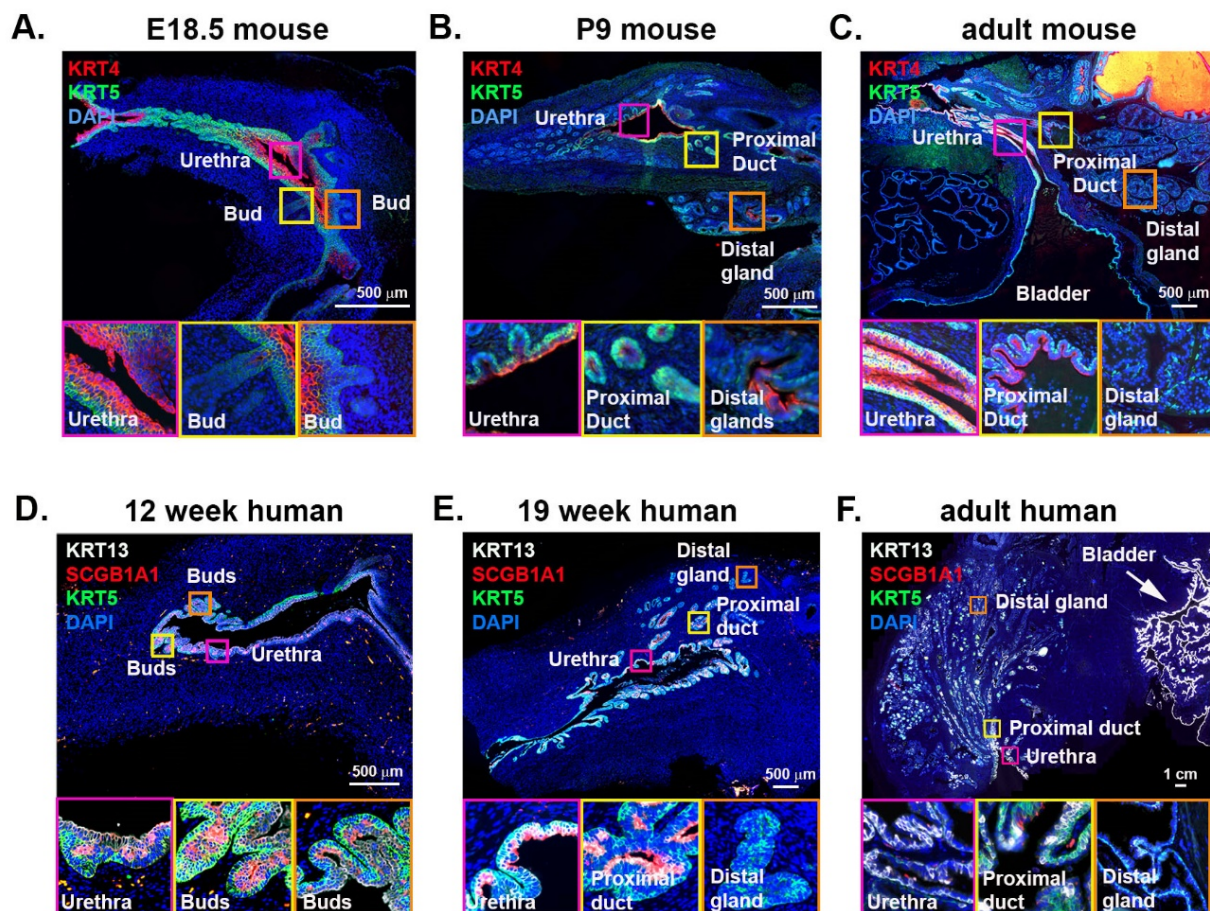 A. E18.5 mouse
KRT4
KRT5
DAPI
Urethra
Bud
Bud
500 μm
Urethra
Bud
Bud
B. P9 mouse
KRT4
KRT5
DAPI
Urethra
Proximal
Duct
Distal
gland
500 μm
Urethra
Proximal
Duct
Distal
glands
C. adult mouse
KRT4
KRT5
DAPI
Urethra
Proximal
Duct
Distal
gland
Bladder
500 μm
Urethra
Proximal
Duct
Distal
gland
D. 12 week human
KRT13
SCGB1A1
KRT5
DAPI
Buds
Buds
Urethra
500 μm
Urethra
Buds
Buds
E. 19 week human
KRT13
SCGB1A1
KRT5
DAPI
Distal
gland
Proximal
duct
Urethra
500 μm
Urethra
Proximal
duct
Distal
gland
F. adult human
KRT13
SCGB1A1
KRT5
DAPI
Bladder
Distal gland
Proximal duct
Urethra
1 cm
Urethra
Proximal
duct
Distal
gland